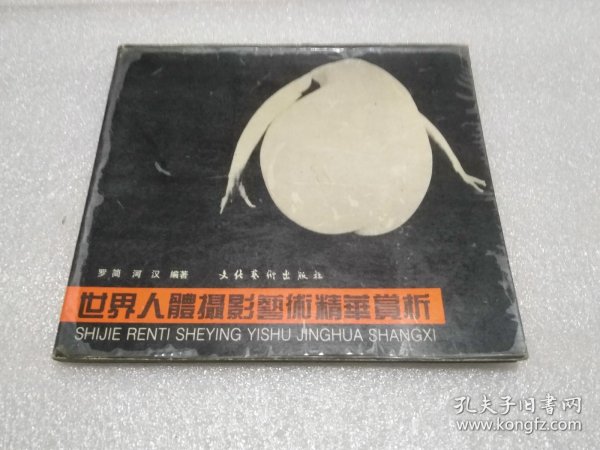 罗简 河汉 编著 文化艺术出版社
世界人體攝影藝術精華賞析
SHIJIE RENTI SHEYING YISHU JINGHUA SHANGXI
孔夫子旧书网
www.kongfz.com